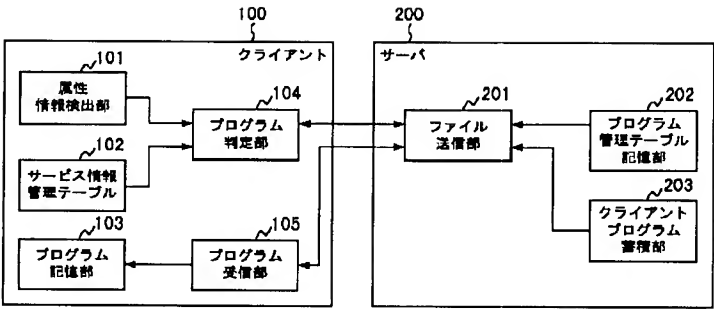 100
クライアント
101
属性
情報検出部
102
サービス情報
管理テーブル
103
プログラム
記憶部
104
プログラム
判定部
105
プログラム
受信部
200
サーバ
201
ファイル
送信部
202
プログラム
管理テーブル
記憶部
203
クライアント
プログラム
蓄積部